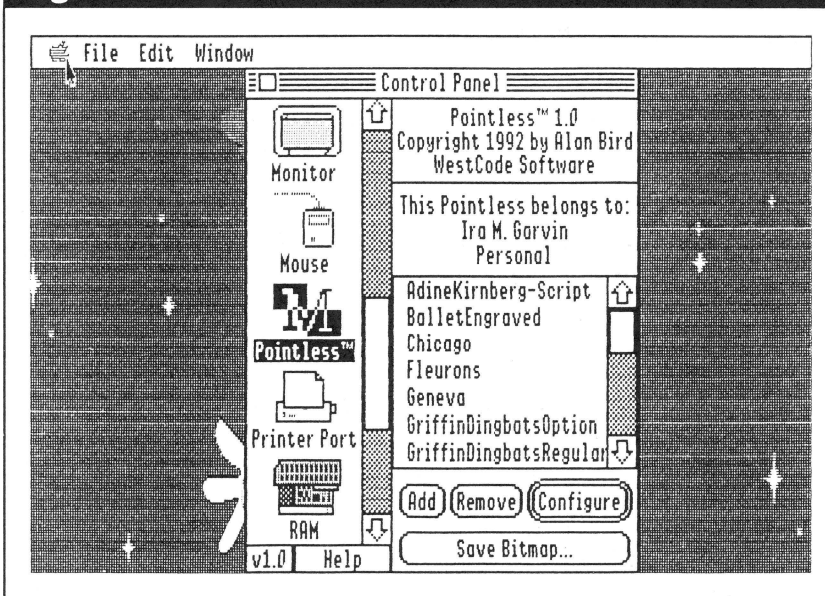 File Edit Window
Control Panel
Monitor
Mouse
Pointless™
Printer Port
RAM
v1.0 Help
Pointless™ 1.0
Copyright 1992 by Alan Bird
WestCode Software
This Pointless belongs to:
Ira M. Garvin
Personal
AdineKirnberg-Script
BalletEngraved
Chicago
Fleurons
Geneva
GriffinDingbatsOption
GriffinDingbatsRegular
Add Remove Configure
Save Bitmap...